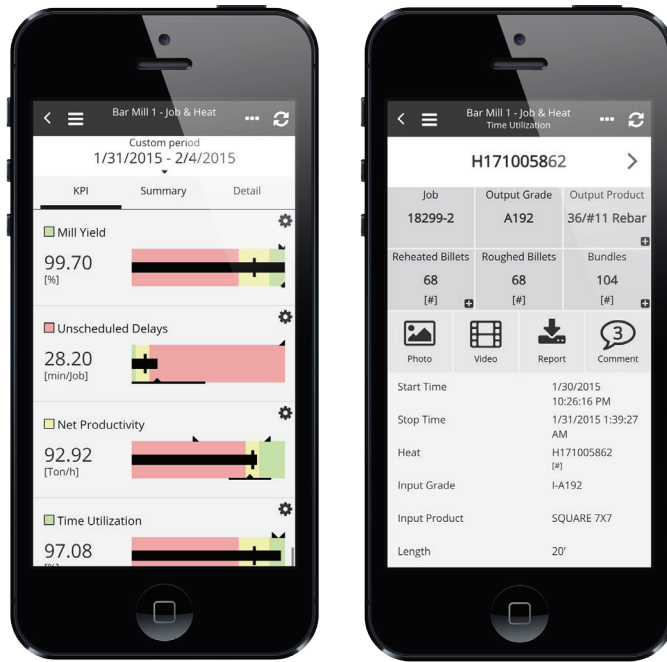 Bar Mill 1 - Job & Heat
Custom period
1/31/2015 - 2/4/2015
KPI Summary Detail
Mill Yield
99.70
[%]
Unscheduled Delays
28.20
[min/Job]
Net Productivity
92.92
[Ton/h]
Time Utilization
97.08
[%]
Bar Mill 1 - Job & Heat
Time Utilization
H171005862
Job Output Grade Output Product
18299-2 A192 36/#11 Rebar
Reheated Billets Roughed Billets Bundles
68 68 104
[#] [#] [#]
3
Photo Video Report Comment
Start Time 1/30/2015
10:26:16 PM
Stop Time 1/31/2015 1:39:27
AM
Heat H171005862
[#]
Input Grade I-A192
Input Product SQUARE 7X7
Length 20'